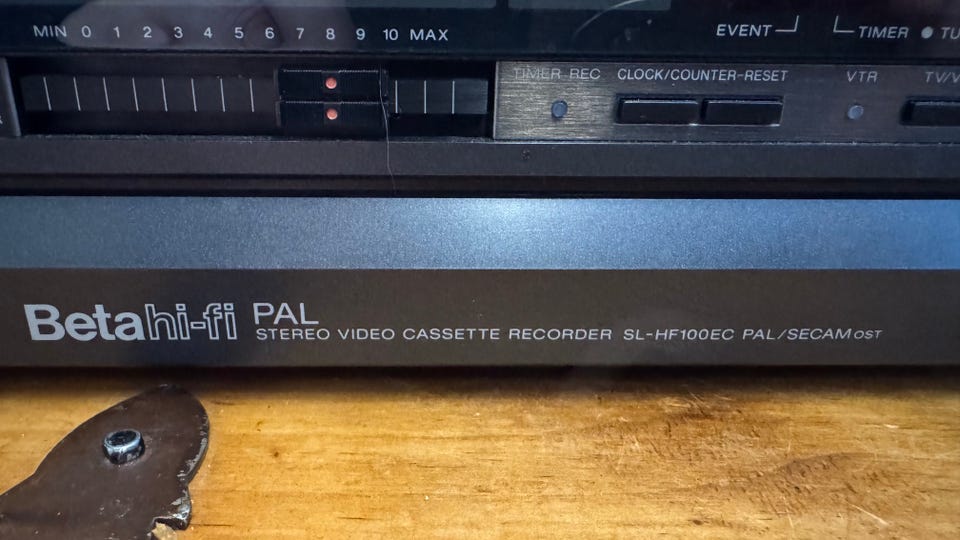 MIN 0 1 2 3 4 5 6 7 8 9 10 MAX
EVENT
TIMER
TIMER REC
CLOCK/COUNTER-RESET
VTR
Betahi-fi PAL
STEREO VIDEO CASSETTE RECORDER SL-HF100EC PAL/SECAM OST